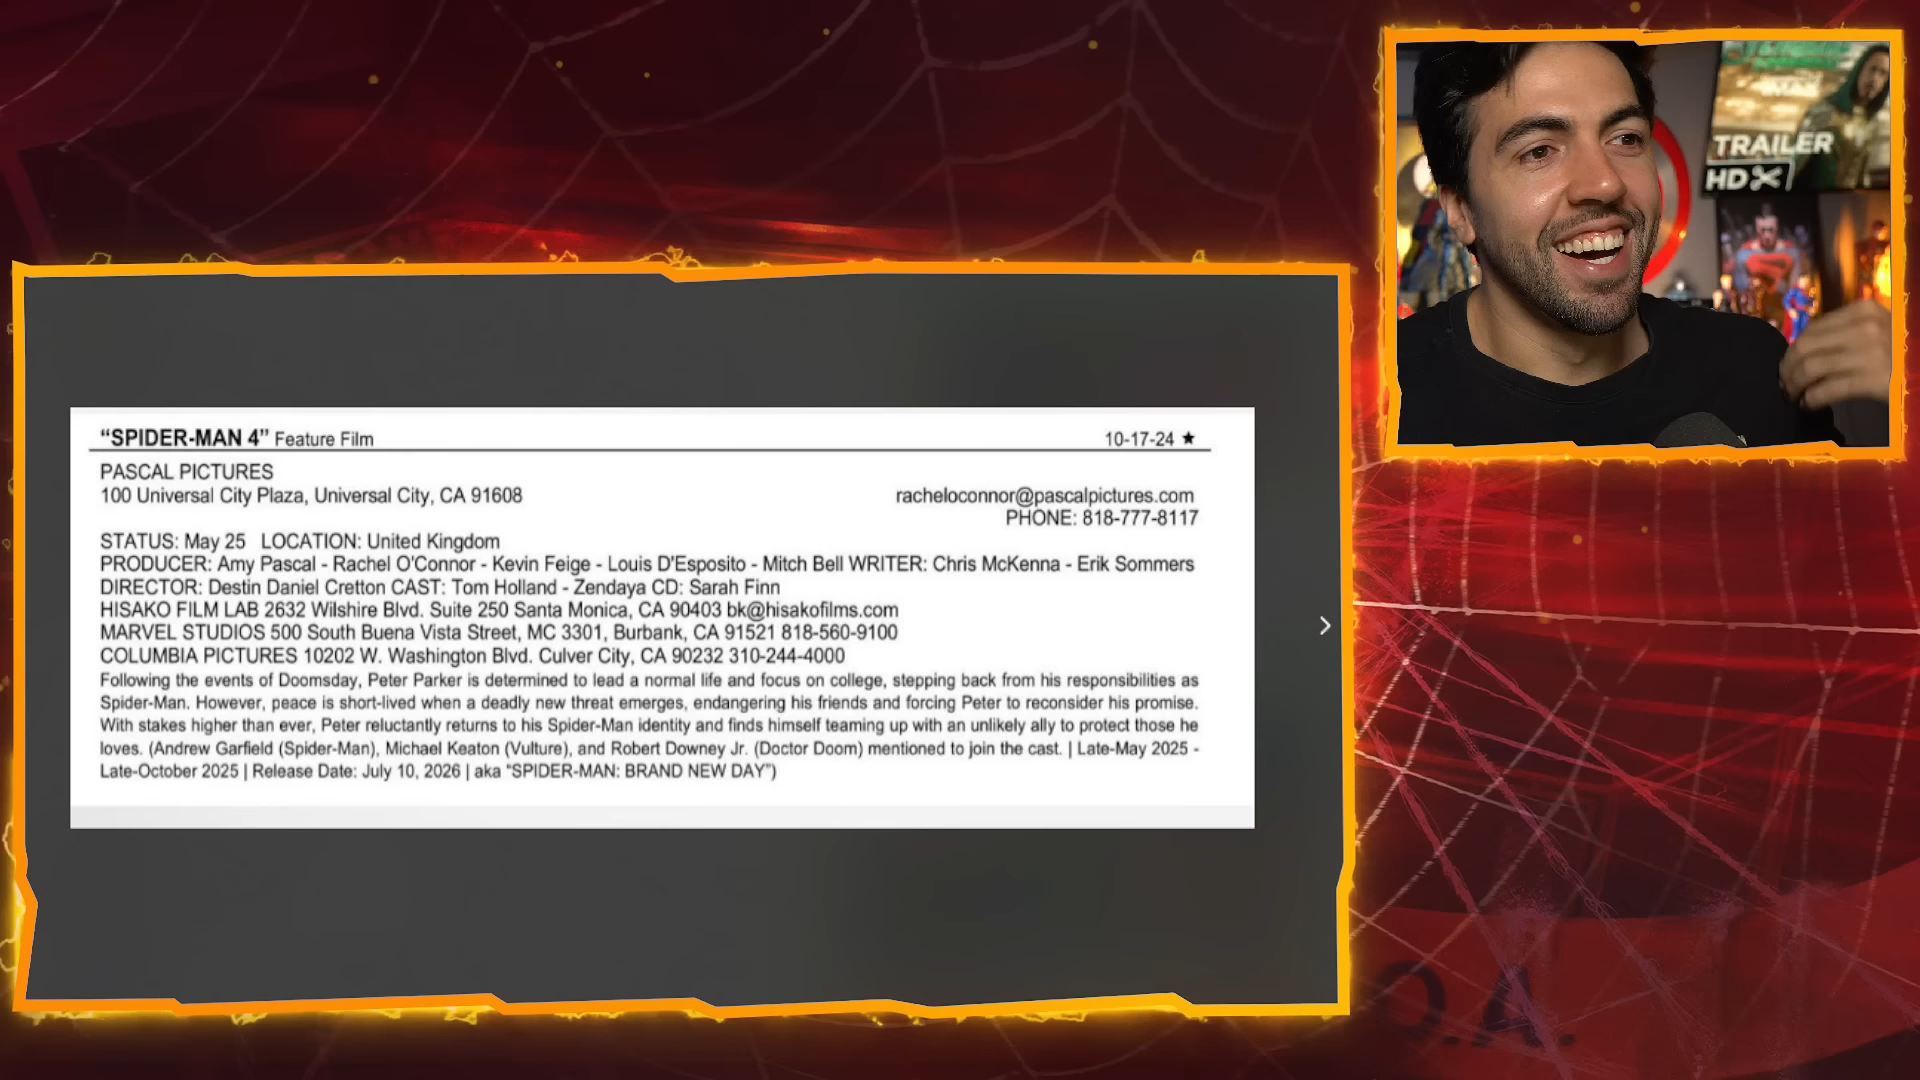 “SPIDER-MAN 4” Feature Film 10-17-24 ★
PASCAL PICTURES
100 Universal City Plaza, Universal City, CA 91608 racheloconnor@pascalpictures.com
PHONE: 818-777-8117
STATUS: May 25 LOCATION: United Kingdom
PRODUCER: Amy Pascal - Rachel O'Connor - Kevin Feige - Louis D'Esposito - Mitch Bell WRITER: Chris McKenna - Erik Sommers
DIRECTOR: Destin Daniel Cretton CAST: Tom Holland - Zendaya CD: Sarah Finn
HISAKO FILM LAB 2632 Wilshire Blvd. Suite 250 Santa Monica, CA 90403 bk@hisakofilms.com
MARVEL STUDIOS 500 South Buena Vista Street, MC 3301, Burbank, CA 91521 818-560-9100
COLUMBIA PICTURES 10202 W. Washington Blvd. Culver City, CA 90232 310-244-4000
Following the events of Doomsday, Peter Parker is determined to lead a normal life and focus on college, stepping back from his responsibilities as
Spider-Man. However, peace is short-lived when a deadly new threat emerges, endangering his friends and forcing Peter to reconsider his promise.
With stakes higher than ever, Peter reluctantly returns to his Spider-Man identity and finds himself teaming up with an unlikely ally to protect those he
loves. (Andrew Garfield (Spider-Man), Michael Keaton (Vulture), and Robert Downey Jr. (Doctor Doom) mentioned to join the cast. | Late-May 2025 -
Late-October 2025 | Release Date: July 10, 2026 | aka “SPIDER-MAN: BRAND NEW DAY”)
TRAILER
HD
O.A.